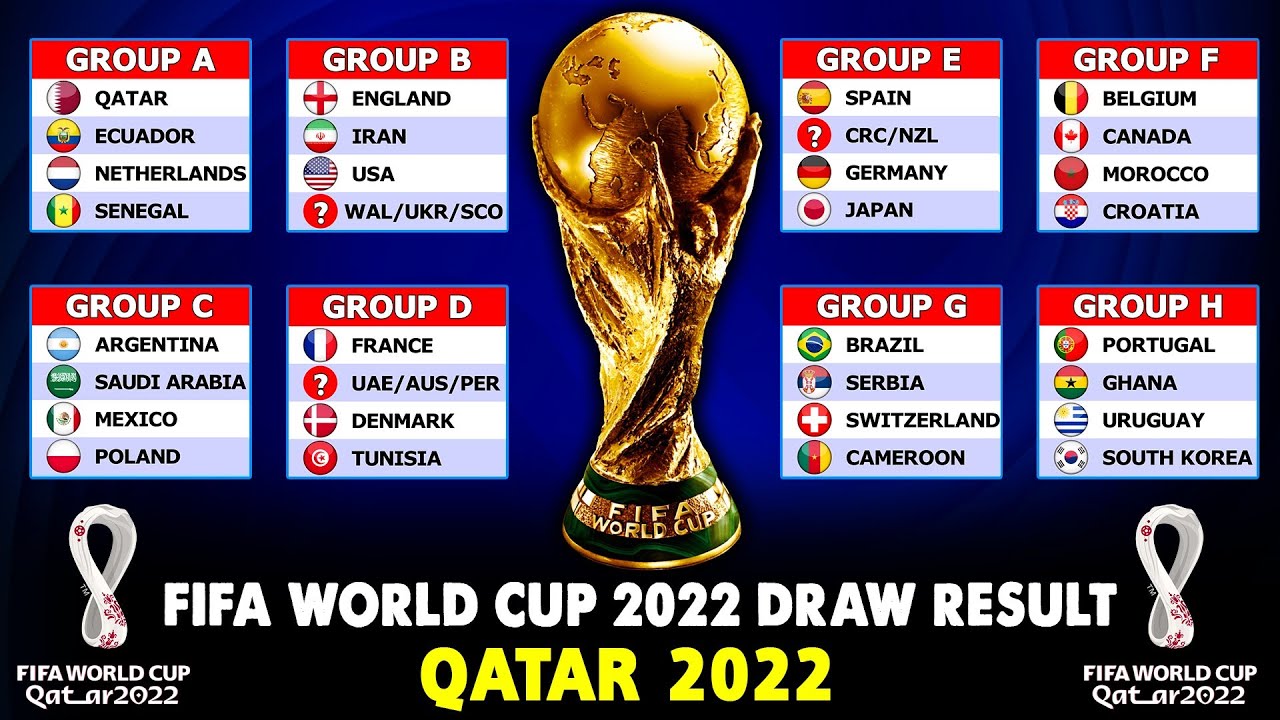 GROUP A
QATAR
ECUADOR
NETHERLANDS
SENEGAL
GROUP B
ENGLAND
IRAN
USA
? WAL/UKR/SCO
GROUP C
ARGENTINA
SAUDI ARABIA
MEXICO
POLAND
GROUP D
FRANCE
? UAE/AUS/PER
DENMARK
TUNISIA
GROUP E
SPAIN
? CRC/NZL
GERMANY
JAPAN
GROUP F
BELGIUM
CANADA
MOROCCO
CROATIA
GROUP G
BRAZIL
SERBIA
SWITZERLAND
CAMEROON
GROUP H
PORTUGAL
GHANA
URUGUAY
SOUTH KOREA
FIFA
WORLD CUP
FIFA WORLD CUP 2022 DRAW RESULT
QATAR 2022
TM
FIFA WORLD CUP
Qatar2022
TM
FIFA WORLD CUP
Qatar2022